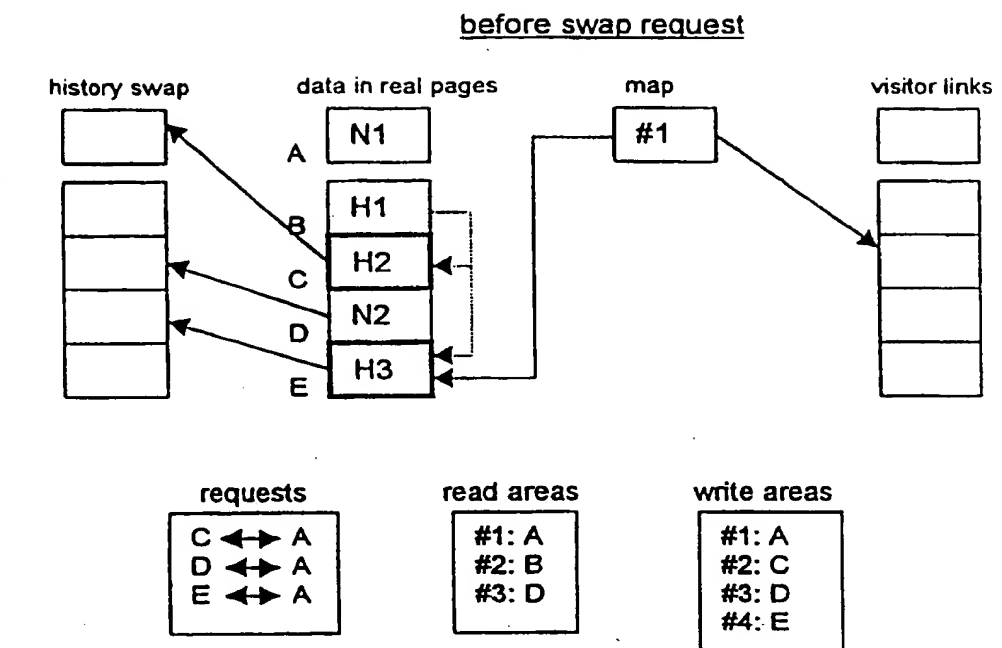 before swap request
history swap
data in real pages
map
visitor links
N1
#1
A
H1
B
H2
C
N2
D
H3
E
requests
read areas
write areas
C ◄► A
D ◄► A
E ◄► A
#1: A
#2: B
#3: D
#1: A
#2: C
#3: D
#4: E